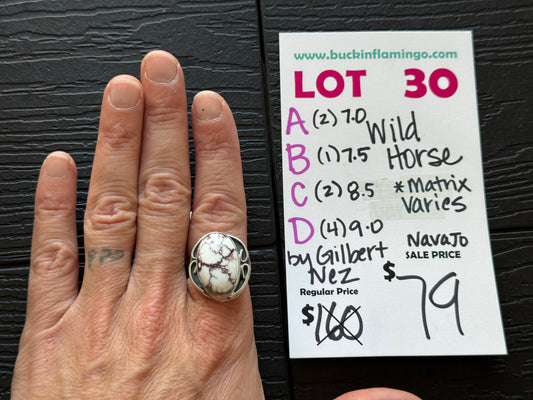 www.buckinflamingo.com
LOT 30
A (2) 7.0 Wild
B (1) 7.5 Horse
C (2) 8.5 *Matrix
Varies
D (4) 9.0
by Gilbert Navajo
Nez SALE PRICE
Regular Price
$160 $79